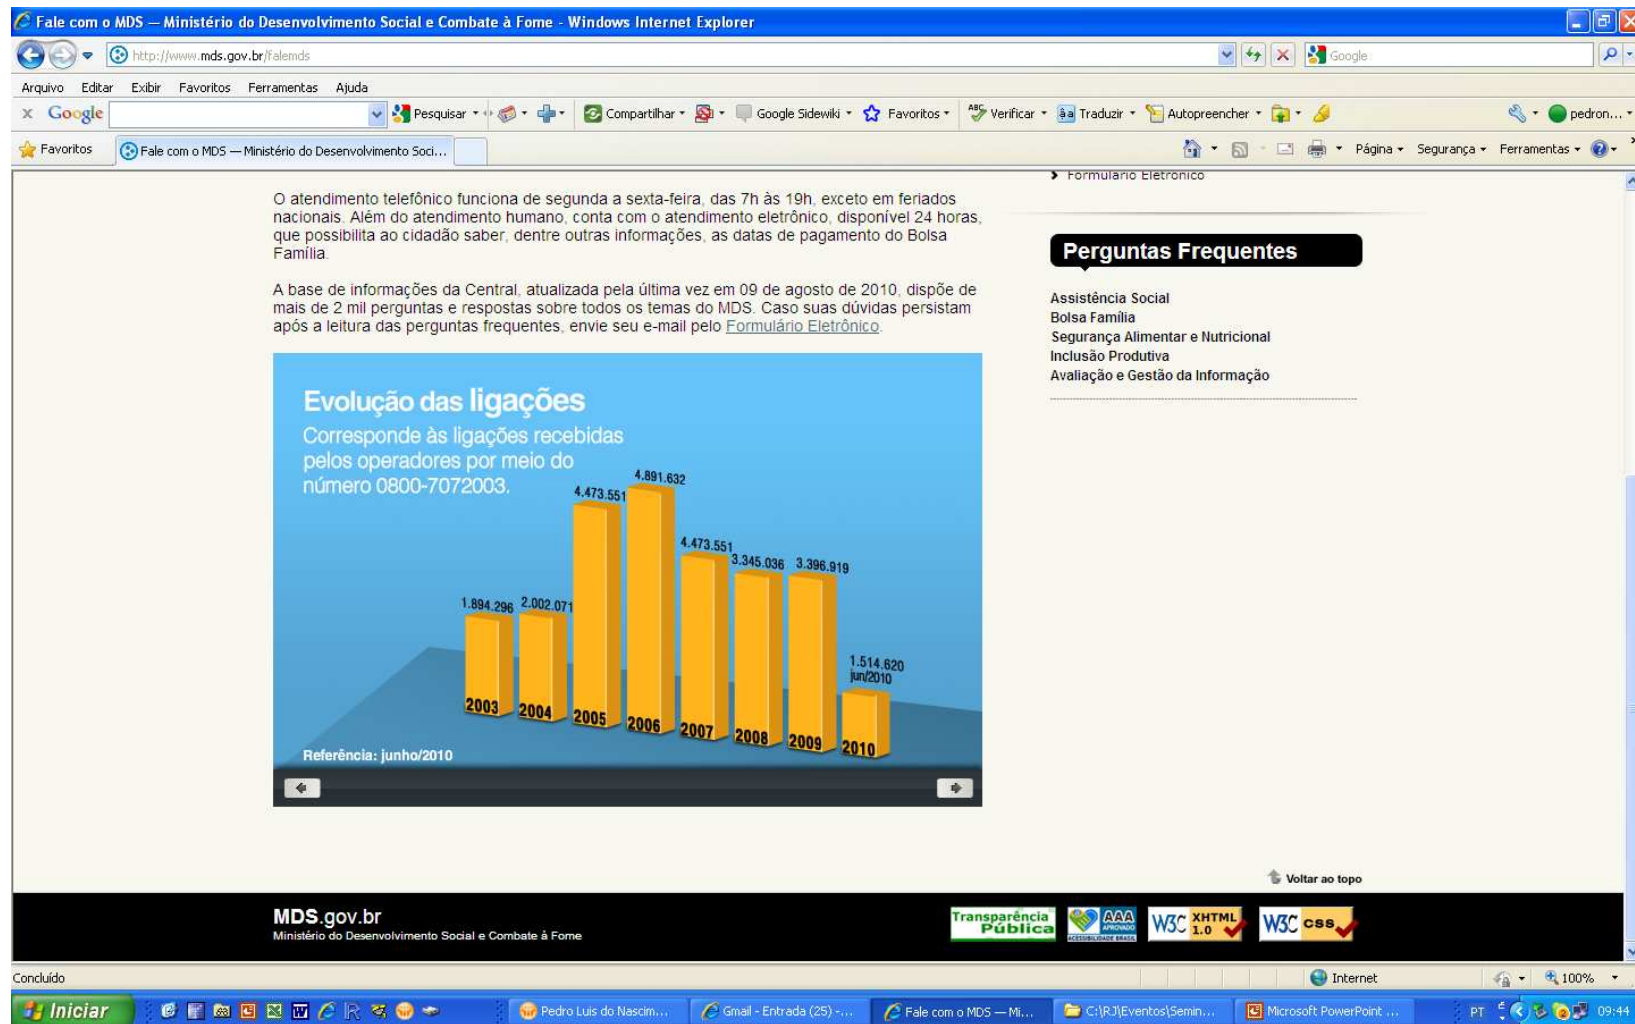 Fale com o MDS — Ministério do Desenvolvimento Social e Combate à Fome - Windows Internet Explorer
http://www.mds.gov.br/falemds
Google
Arquivo Editar Exibir Favoritos Ferramentas Ajuda
x Google Pesquisar Compartilhar Google Sidewiki Favoritos Verificar Traduzir Autopreencher pedron...
Favoritos Fale com o MDS — Ministério do Desenvolvimento Soci... Página Segurança Ferramentas
Formulário Eletrônico
O atendimento telefônico funciona de segunda a sexta-feira, das 7h às 19h, exceto em feriados
nacionais. Além do atendimento humano, conta com o atendimento eletrônico, disponível 24 horas,
que possibilita ao cidadão saber, dentre outras informações, as datas de pagamento do Bolsa
Família.
A base de informações da Central, atualizada pela última vez em 09 de agosto de 2010, dispõe de
mais de 2 mil perguntas e respostas sobre todos os temas do MDS. Caso suas dúvidas persistam
após a leitura das perguntas frequentes, envie seu e-mail pelo Formulário Eletrônico.
Perguntas Frequentes
Assistência Social
Bolsa Família
Segurança Alimentar e Nutricional
Inclusão Produtiva
Avaliação e Gestão da Informação
Evolução das ligações
Corresponde às ligações recebidas
pelos operadores por meio do
número 0800-7072003.
1.894.296
2.002.071
4.473.551
4.891.632
4.473.551
3.345.036
3.396.919
1.514.620
jun/2010
2003
2004
2005
2006
2007
2008
2009
2010
Referência: junho/2010
Voltar ao topo
MDS.gov.br
Ministério do Desenvolvimento Social e Combate à Fome
Transparência
Pública
AAA
APROVADO
ACESSIBILIDADE BRASIL
W3C XHTML
1.0
W3C css
Concluído
Internet
100%
Iniciar
Pedro Luis do Nascim...
Gmail - Entrada (25) -...
Fale com o MDS — Mi...
C:\RJ\Eventos\Semin...
Microsoft PowerPoint ...
PT
09:44